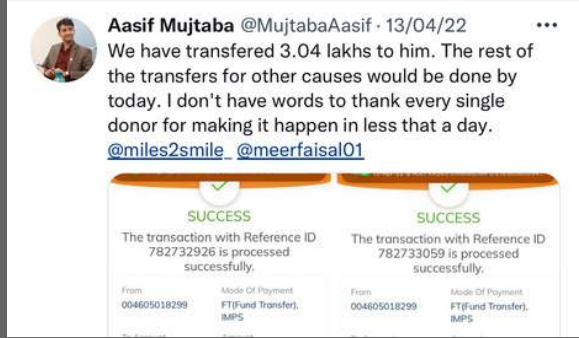 Aasif Mujtaba @MujtabaAasif · 13/04/22 •••
We have transfered 3.04 lakhs to him. The rest of
the transfers for other causes would be done by
today. I don't have words to thank every single
donor for making it happen in less that a day.
@miles2smile_ @meerfaisal01
SUCCESS
The transaction with Reference ID
782732926 is processed
successfully.
From
Mode Of Payment
004605018299
FT(Fund Transfer),
IMPS
SUCCESS
The transaction with Reference ID
782733059 is processed
successfully.
From
Mode Of Payment
004605018299
FT(Fund Transfer),
IMPS